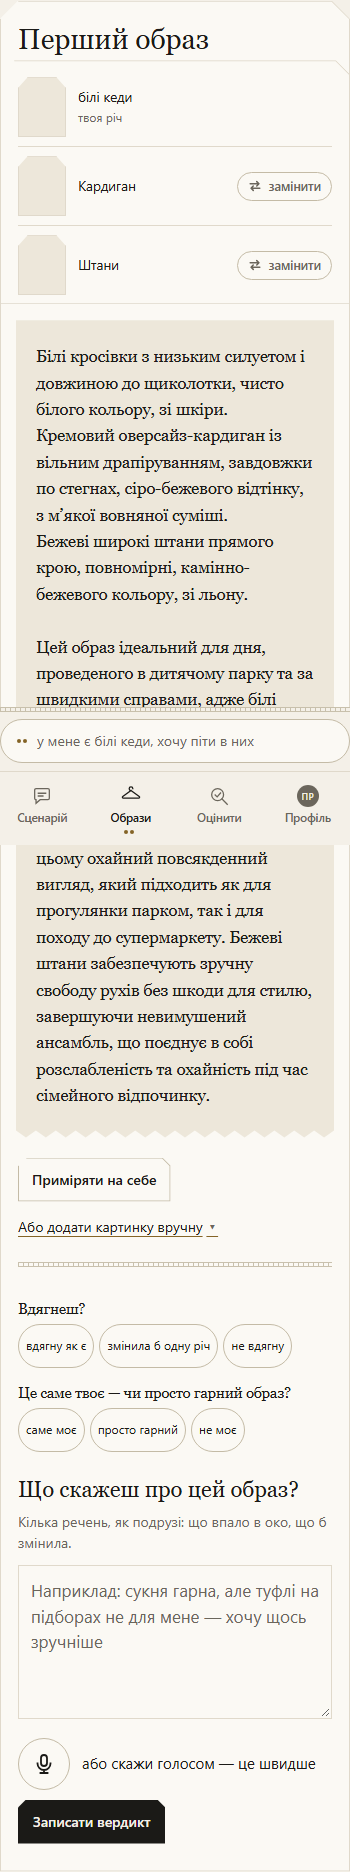 Перший образ
білі кеди
твоя річ
Кардиган
замінити
Штани
замінити
Білі кросівки з низьким силуетом і
довжиною до щиколотки, чисто
білого кольору, зі шкіри.
Кремовий оверсайз-кардиган із
вільним драпіруванням, завдовжки
по стегнах, сіро-бежевого відтінку,
з м’якої вовняної суміші.
Бежеві широкі штани прямого
крою, повномірні, камінно-
бежевого кольору, зі льону.
Цей образ ідеальний для дня,
проведеного в дитячому парку та за
швидкими справами, адже білі
у мене є білі кеди, хочу піти в них
Сценарій
Образи
Оцінити
ПР
Профіль
цьому охайний повсякденний
вигляд, який підходить як для
прогулянки парком, так і для
походу до супермаркету. Бежеві
штани забезпечують зручну
свободу рухів без шкоди для стилю,
завершуючи невимушений
ансамбль, що поєднує в собі
розслабленість та охайність під час
сімейного відпочинку.
Приміряти на себе
Або додати картинку вручну
Вдягнеш?
вдягну як є
змінила б одну річ
не вдягну
Це саме твоє — чи просто гарний образ?
саме моє
просто гарний
не моє
Що скажеш про цей образ?
Кілька речень, як подрузі: що впало в око, що б
змінила.
Наприклад: сукня гарна, але туфлі на
підборах не для мене — хочу щось
зручніше
або скажи голосом — це швидше
Записати вердикт